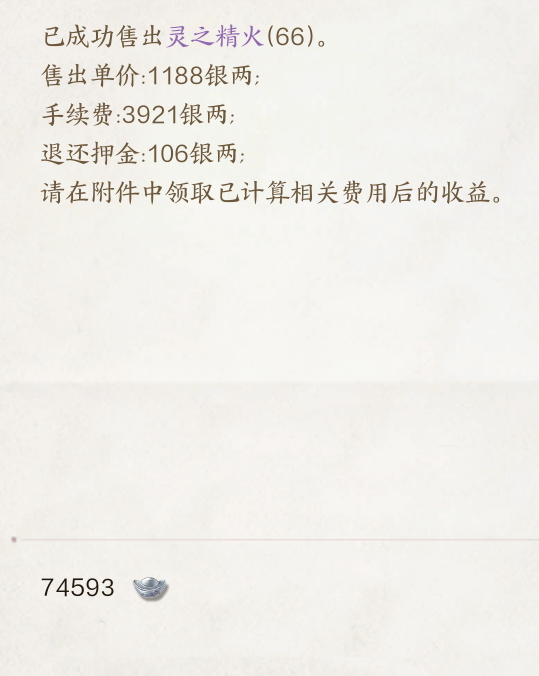 已成功售出灵之精火(66)。
售出单价:1188银两;
手续费:3921银两;
退还押金:106银两;
请在附件中领取已计算相关费用后的收益。
74593